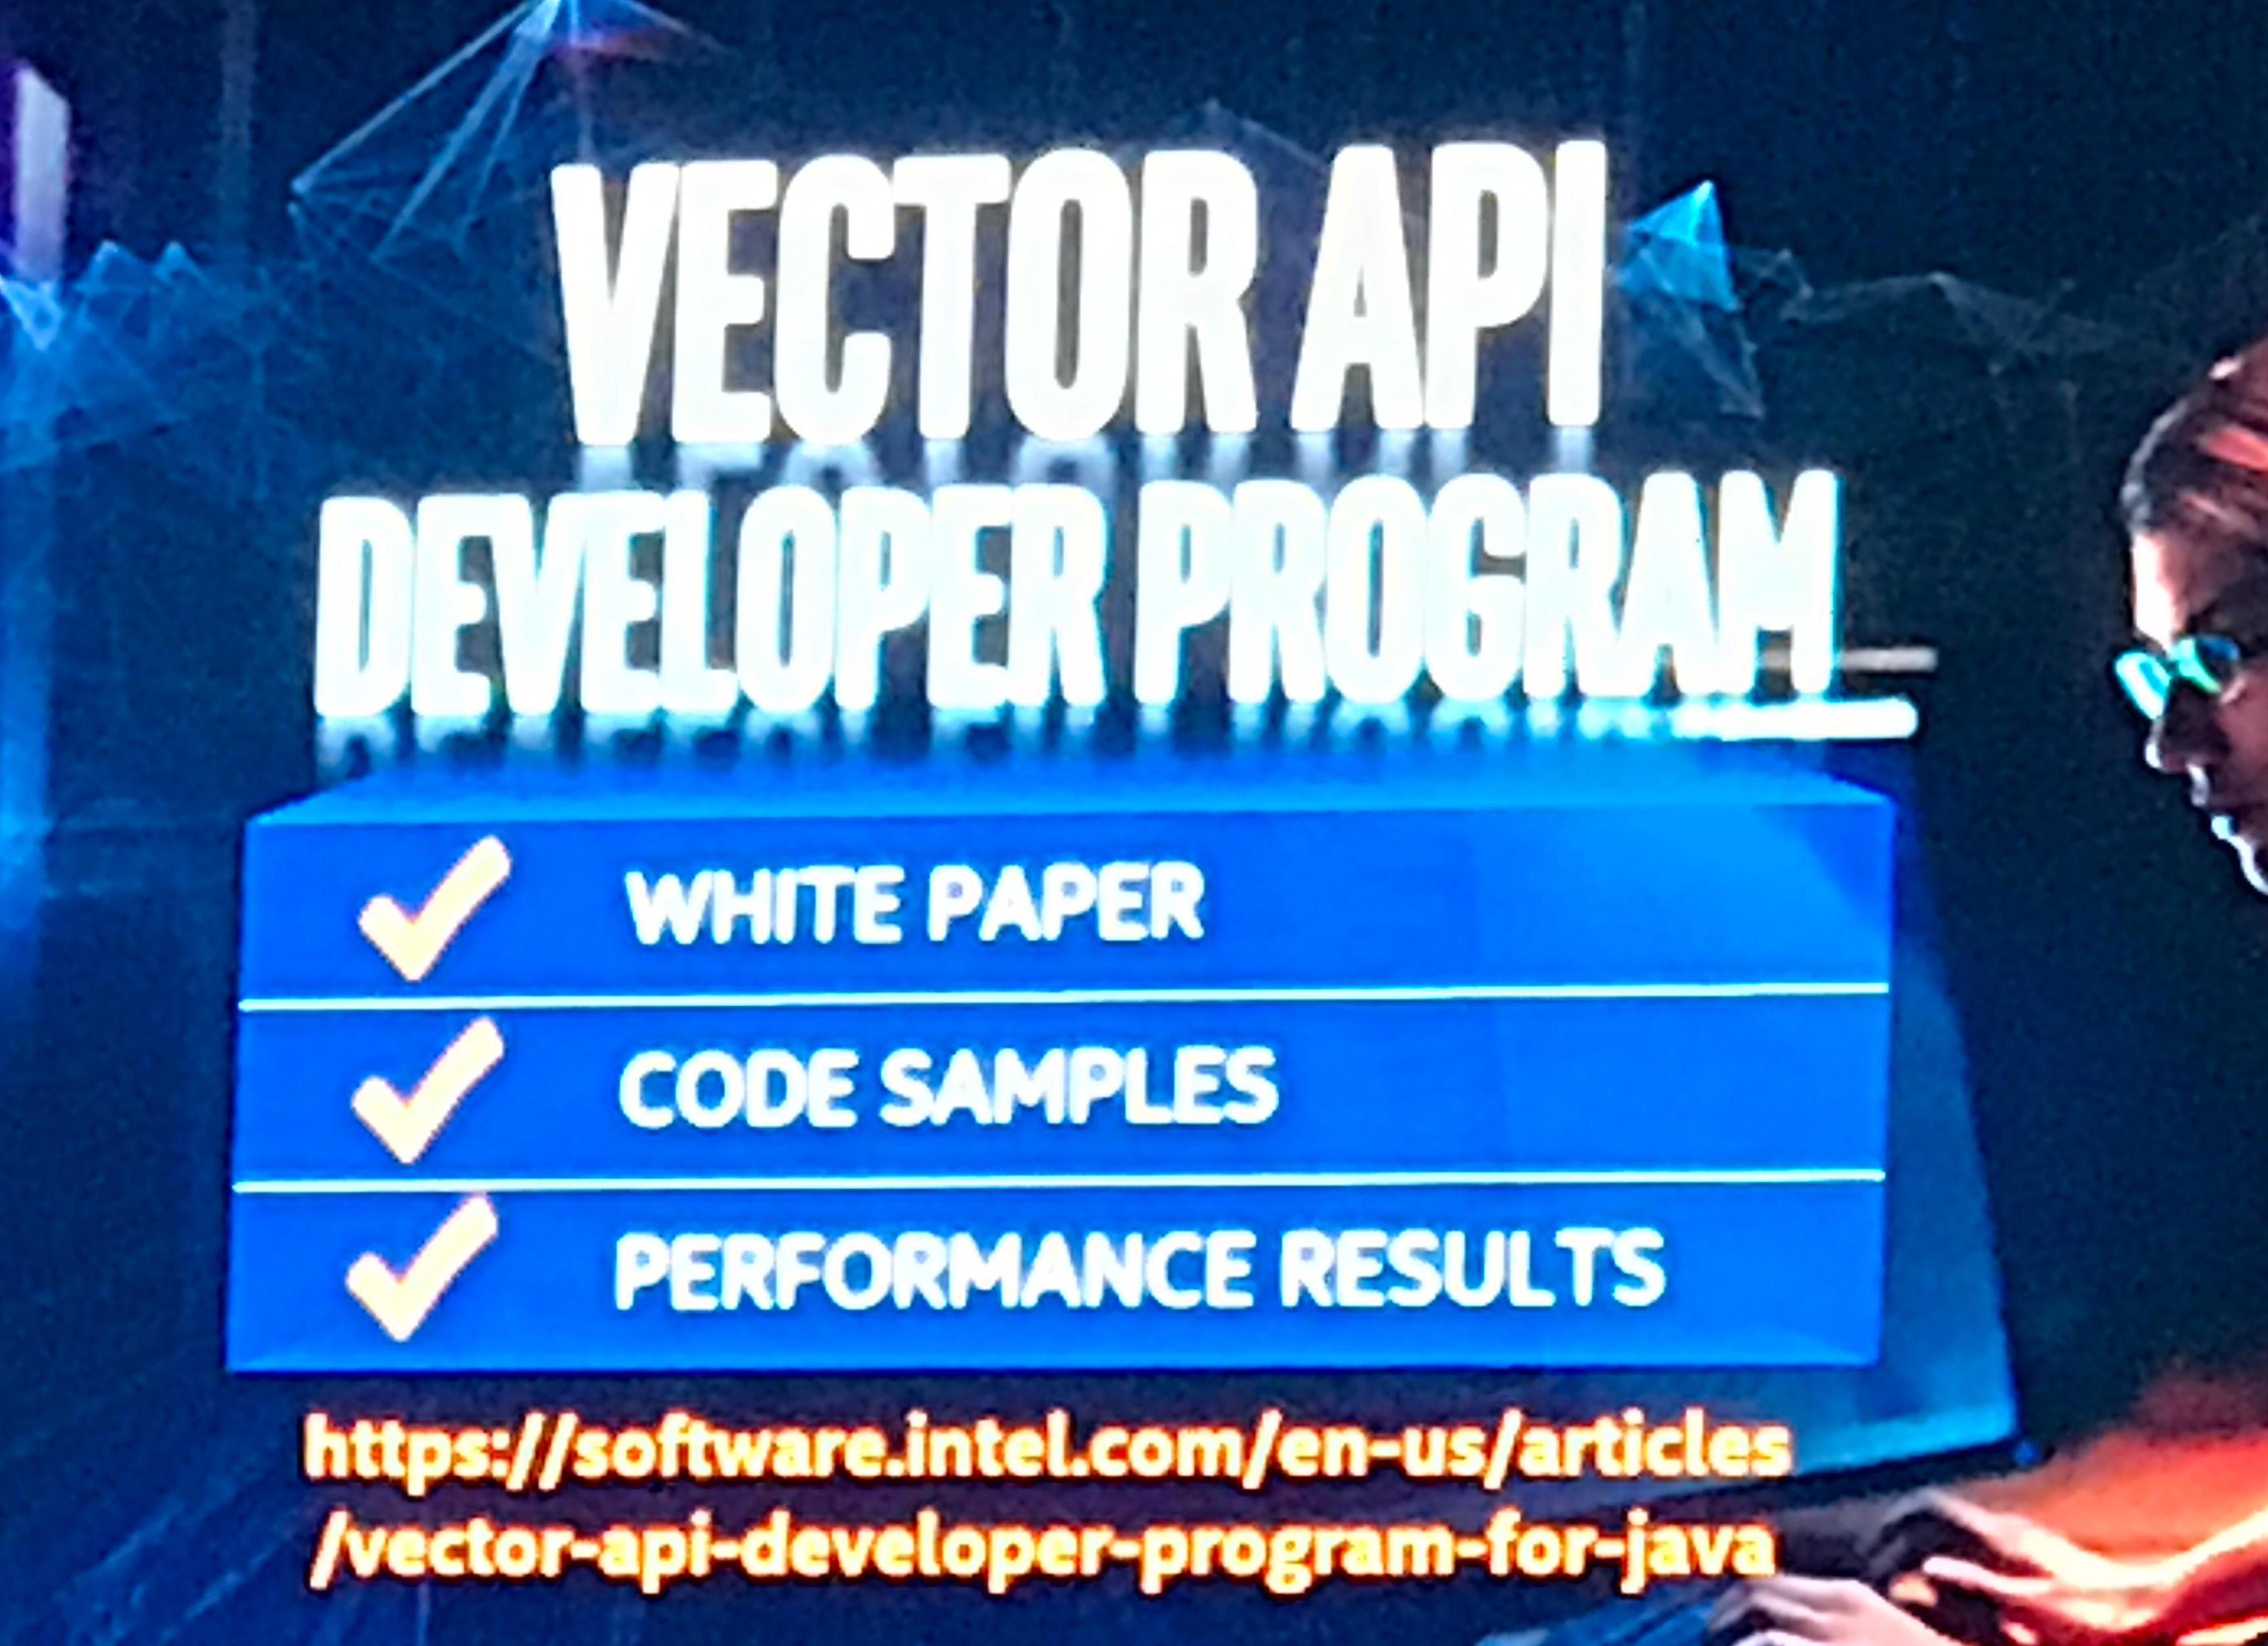 VECTOR API
DEVELOPER PROGRAM
WHITE PAPER
CODE SAMPLES
PERFORMANCE RESULTS
https://software.intel.com/en-us/articles
/vector-api-developer-program-for-java